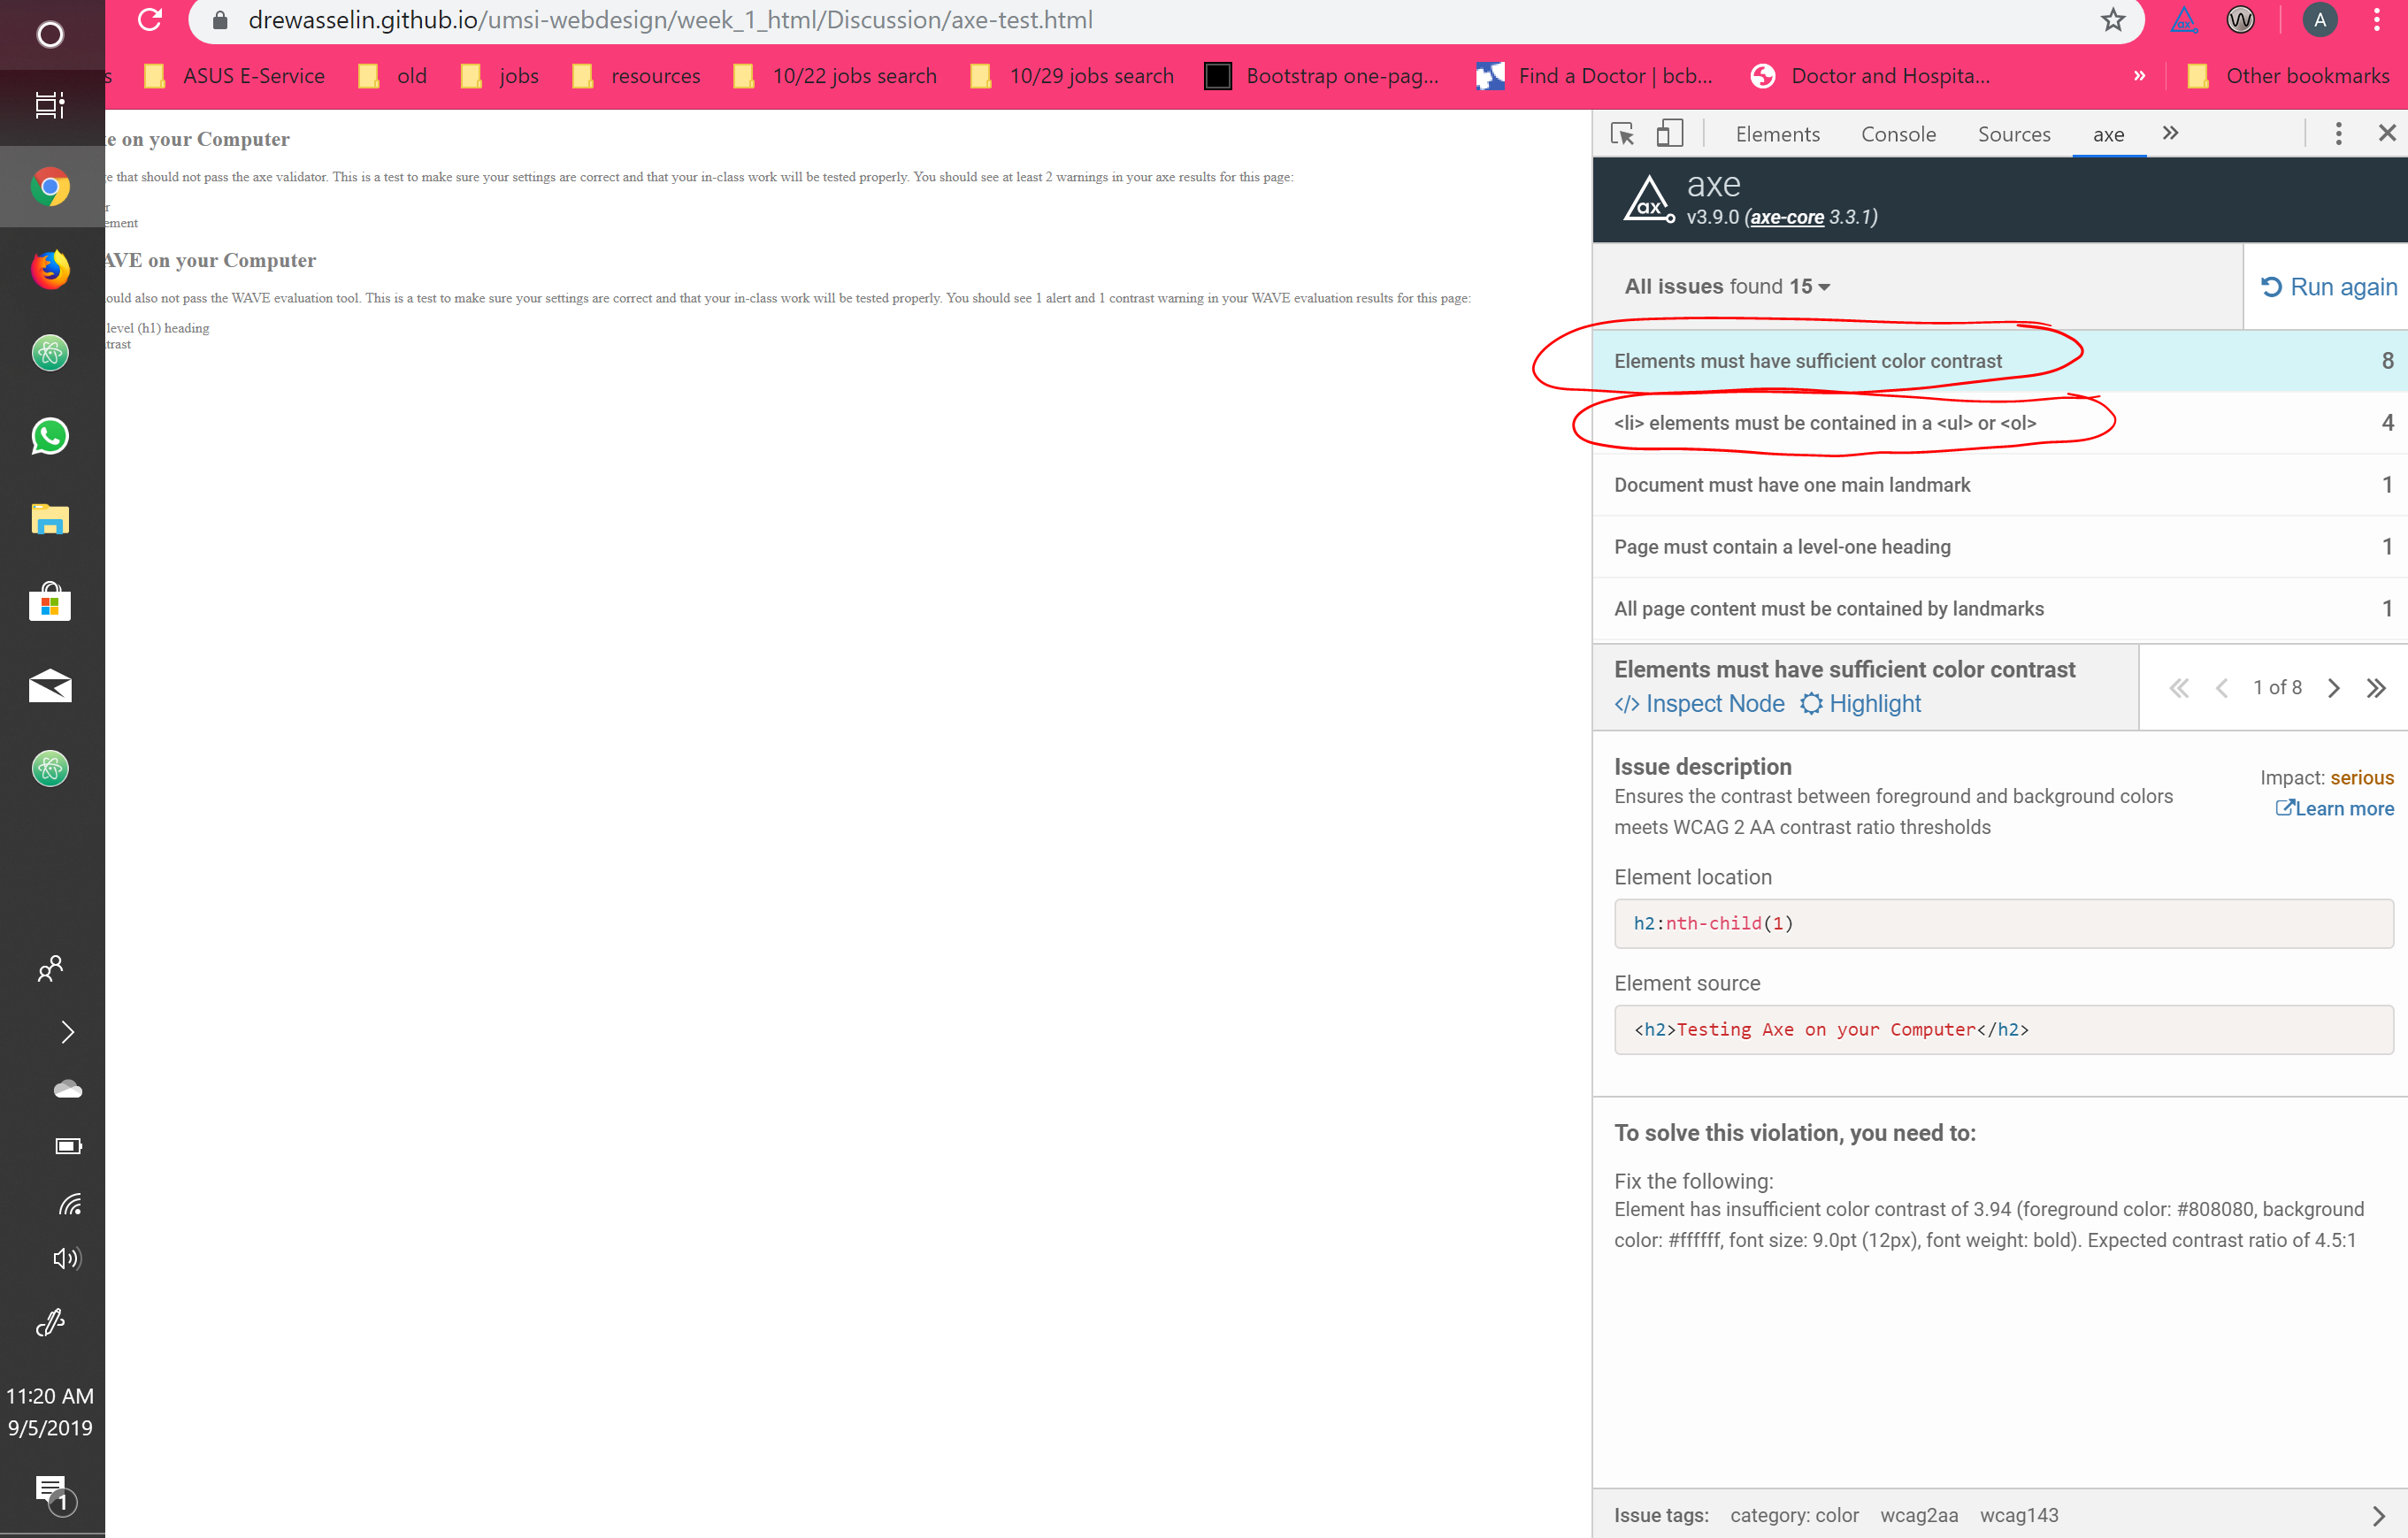 drewasselin.github.io/umsi-webdesign/week_1_html/Discussion/axe-test.html
A
s ASUS E-Service old jobs resources 10/22 jobs search 10/29 jobs search Bootstrap one-pag... Find a Doctor | bcb... Doctor and Hospita... » Other bookmarks
e on your Computer
e that should not pass the axe validator. This is a test to make sure your settings are correct and that your in-class work will be tested properly. You should see at least 2 warnings in your axe results for this page:
r
ement
AVE on your Computer
ould also not pass the WAVE evaluation tool. This is a test to make sure your settings are correct and that your in-class work will be tested properly. You should see 1 alert and 1 contrast warning in your WAVE evaluation results for this page:
level (h1) heading
trast
Elements Console Sources axe »
ax
axe
v3.9.0 (axe-core 3.3.1)
All issues found 15
Run again
Elements must have sufficient color contrast 8
<li> elements must be contained in a <ul> or <ol> 4
Document must have one main landmark 1
Page must contain a level-one heading 1
All page content must be contained by landmarks 1
Elements must have sufficient color contrast
</> Inspect Node Highlight
1 of 8
Issue description
Impact: serious
Ensures the contrast between foreground and background colors
meets WCAG 2 AA contrast ratio thresholds
Learn more
Element location
h2:nth-child(1)
Element source
<h2>Testing Axe on your Computer</h2>
To solve this violation, you need to:
Fix the following:
Element has insufficient color contrast of 3.94 (foreground color: #808080, background
color: #ffffff, font size: 9.0pt (12px), font weight: bold). Expected contrast ratio of 4.5:1
Issue tags: category: color wcag2aa wcag143
11:20 AM
9/5/2019
1